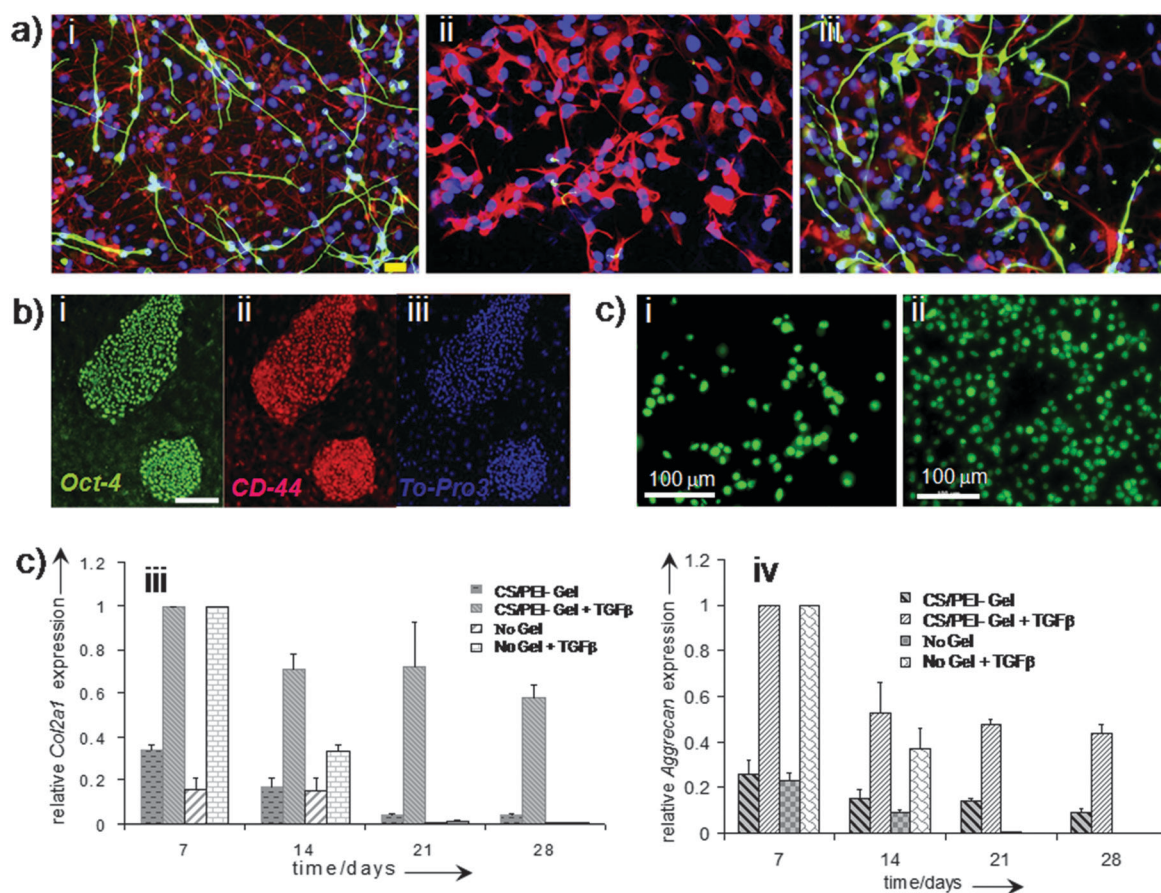 a) i ii iii
b) i ii iii
Oct-4 CD-44 To-Pro3
c) i ii
100 μm 100 μm
c) iii
relative Col2a1 expression
1.2
1
0.8
0.6
0.4
0.2
0
7 14 21 28
time/days
CS/PEI- Gel
CS/PEI- Gel + TGFβ
No Gel
No Gel + TGFβ
iv
relative Aggrecan expression
1.2
1
0.8
0.6
0.4
0.2
0
7 14 21 28
time/days
CS/PEI- Gel
CS/PEI- Gel + TGFβ
No Gel
No Gel + TGFβ